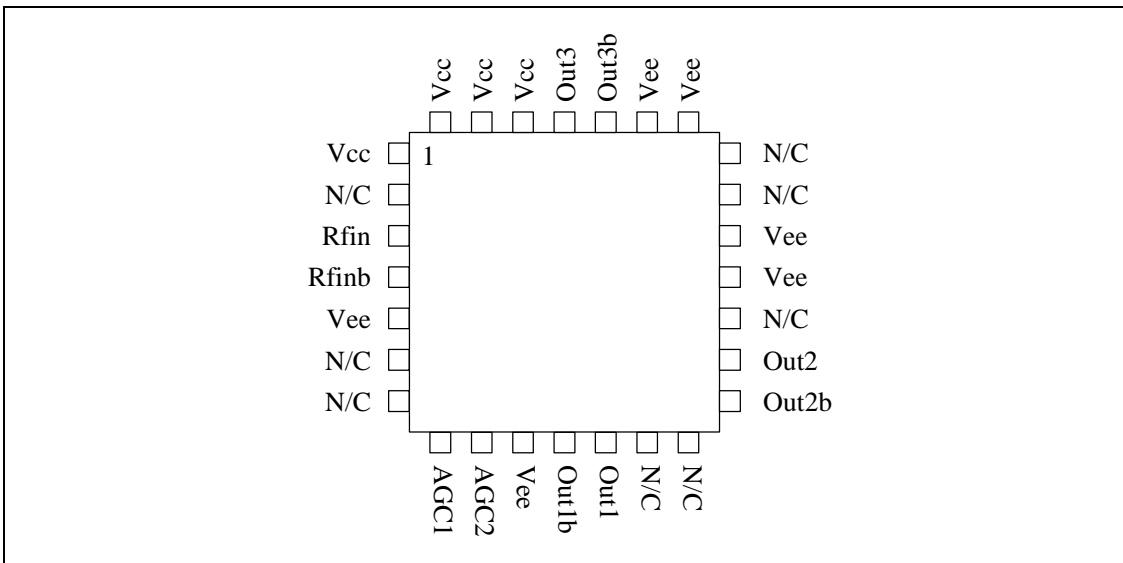 Vcc
Vcc
Vcc
Out3
Out3b
Vee
Vee
Vcc
1
N/C
N/C
N/C
Rfin
Vee
Rfinb
Vee
Vee
N/C
N/C
Out2
N/C
Out2b
AGC1
AGC2
Vee
Out1b
Out1
N/C
N/C